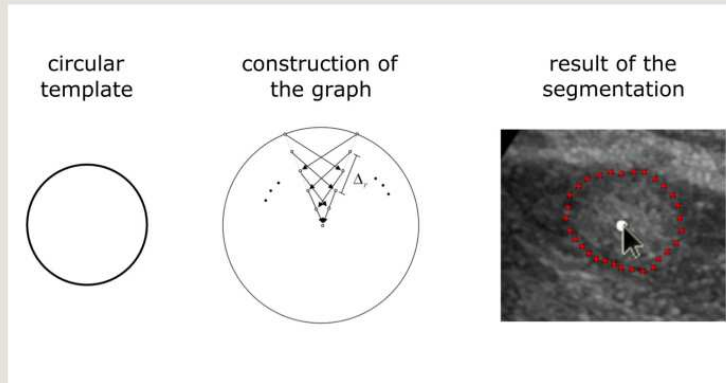 circular
template
construction of
the graph
result of the
segmentation
Δr